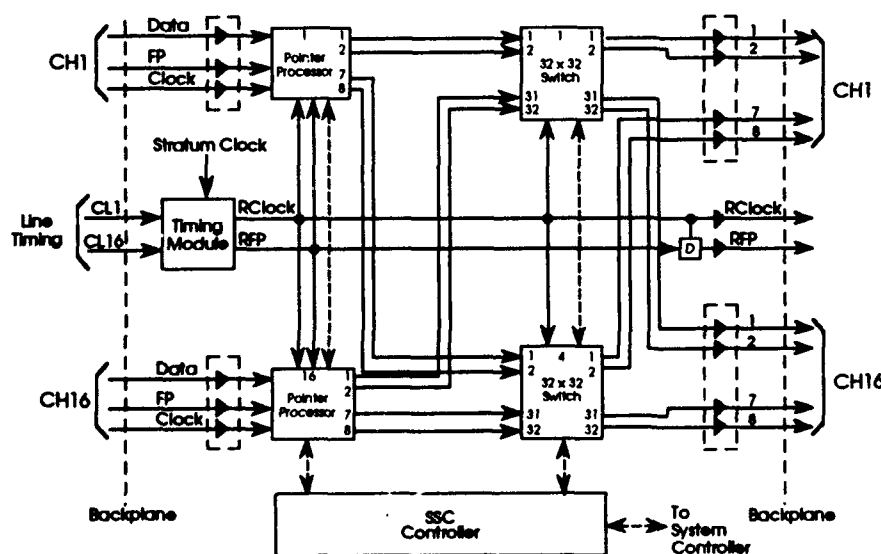 Data
FP
Clock
CH1
1
Pointer
Processor
1
2
7
8
1 1 1
2 2
32 x 32
Switch
31 31
32 32
1
2
7
8
CH1
Stratum Clock
Line
Timing
CL1
CL16
Timing
Module
RClock
RFP
D
RClock
RFP
Data
FP
Clock
CH16
16
Pointer
Processor
1
2
7
8
1 4 1
2 2
32 x 32
Switch
31 31
32 32
1
2
7
8
CH16
Backplane
SSC
Controller
To
System
Controller
Backplane